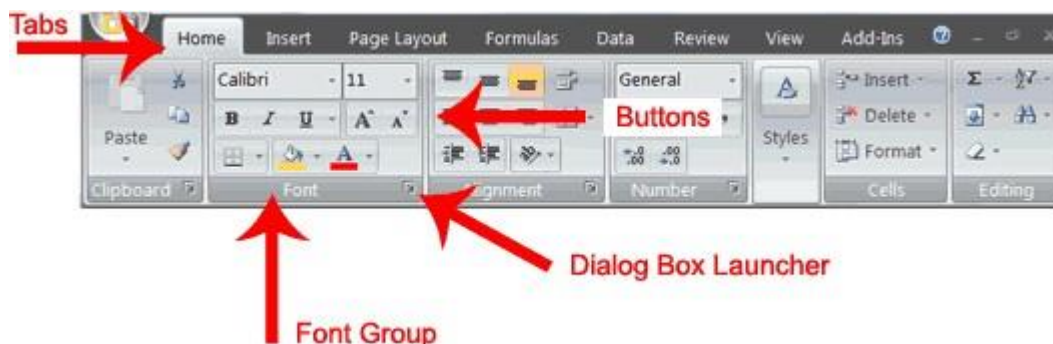 Tabs
Home Insert Page Layout Formulas Data Review View Add-Ins
Calibri 11 General Insert Σ
B I U A A Buttons Delete
Paste A Styles Format
Clipboard Font Number Cells Editing
Dialog Box Launcher
Font Group